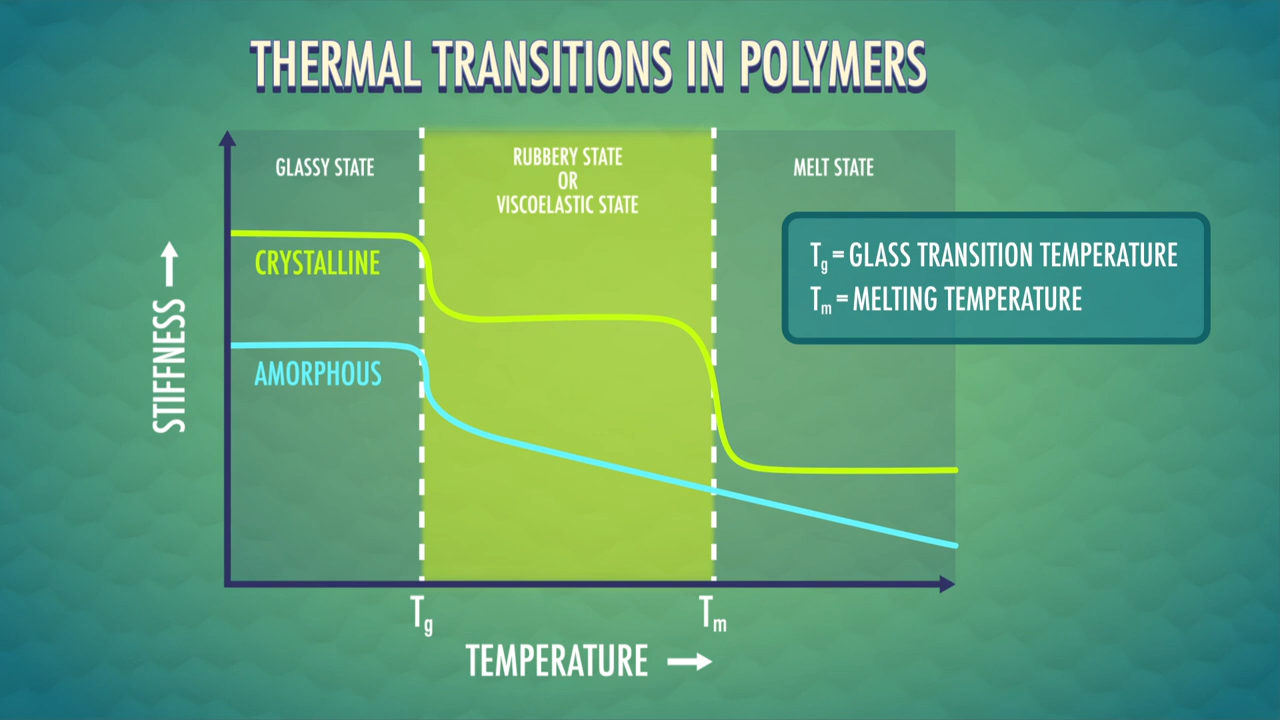 THERMAL TRANSITIONS IN POLYMERS
GLASSY STATE
RUBBERY STATE
OR
VISCOELASTIC STATE
MELT STATE
CRYSTALLINE
AMORPHOUS
Tg = GLASS TRANSITION TEMPERATURE
Tm = MELTING TEMPERATURE
STIFFNESS →
Tg
Tm
TEMPERATURE →